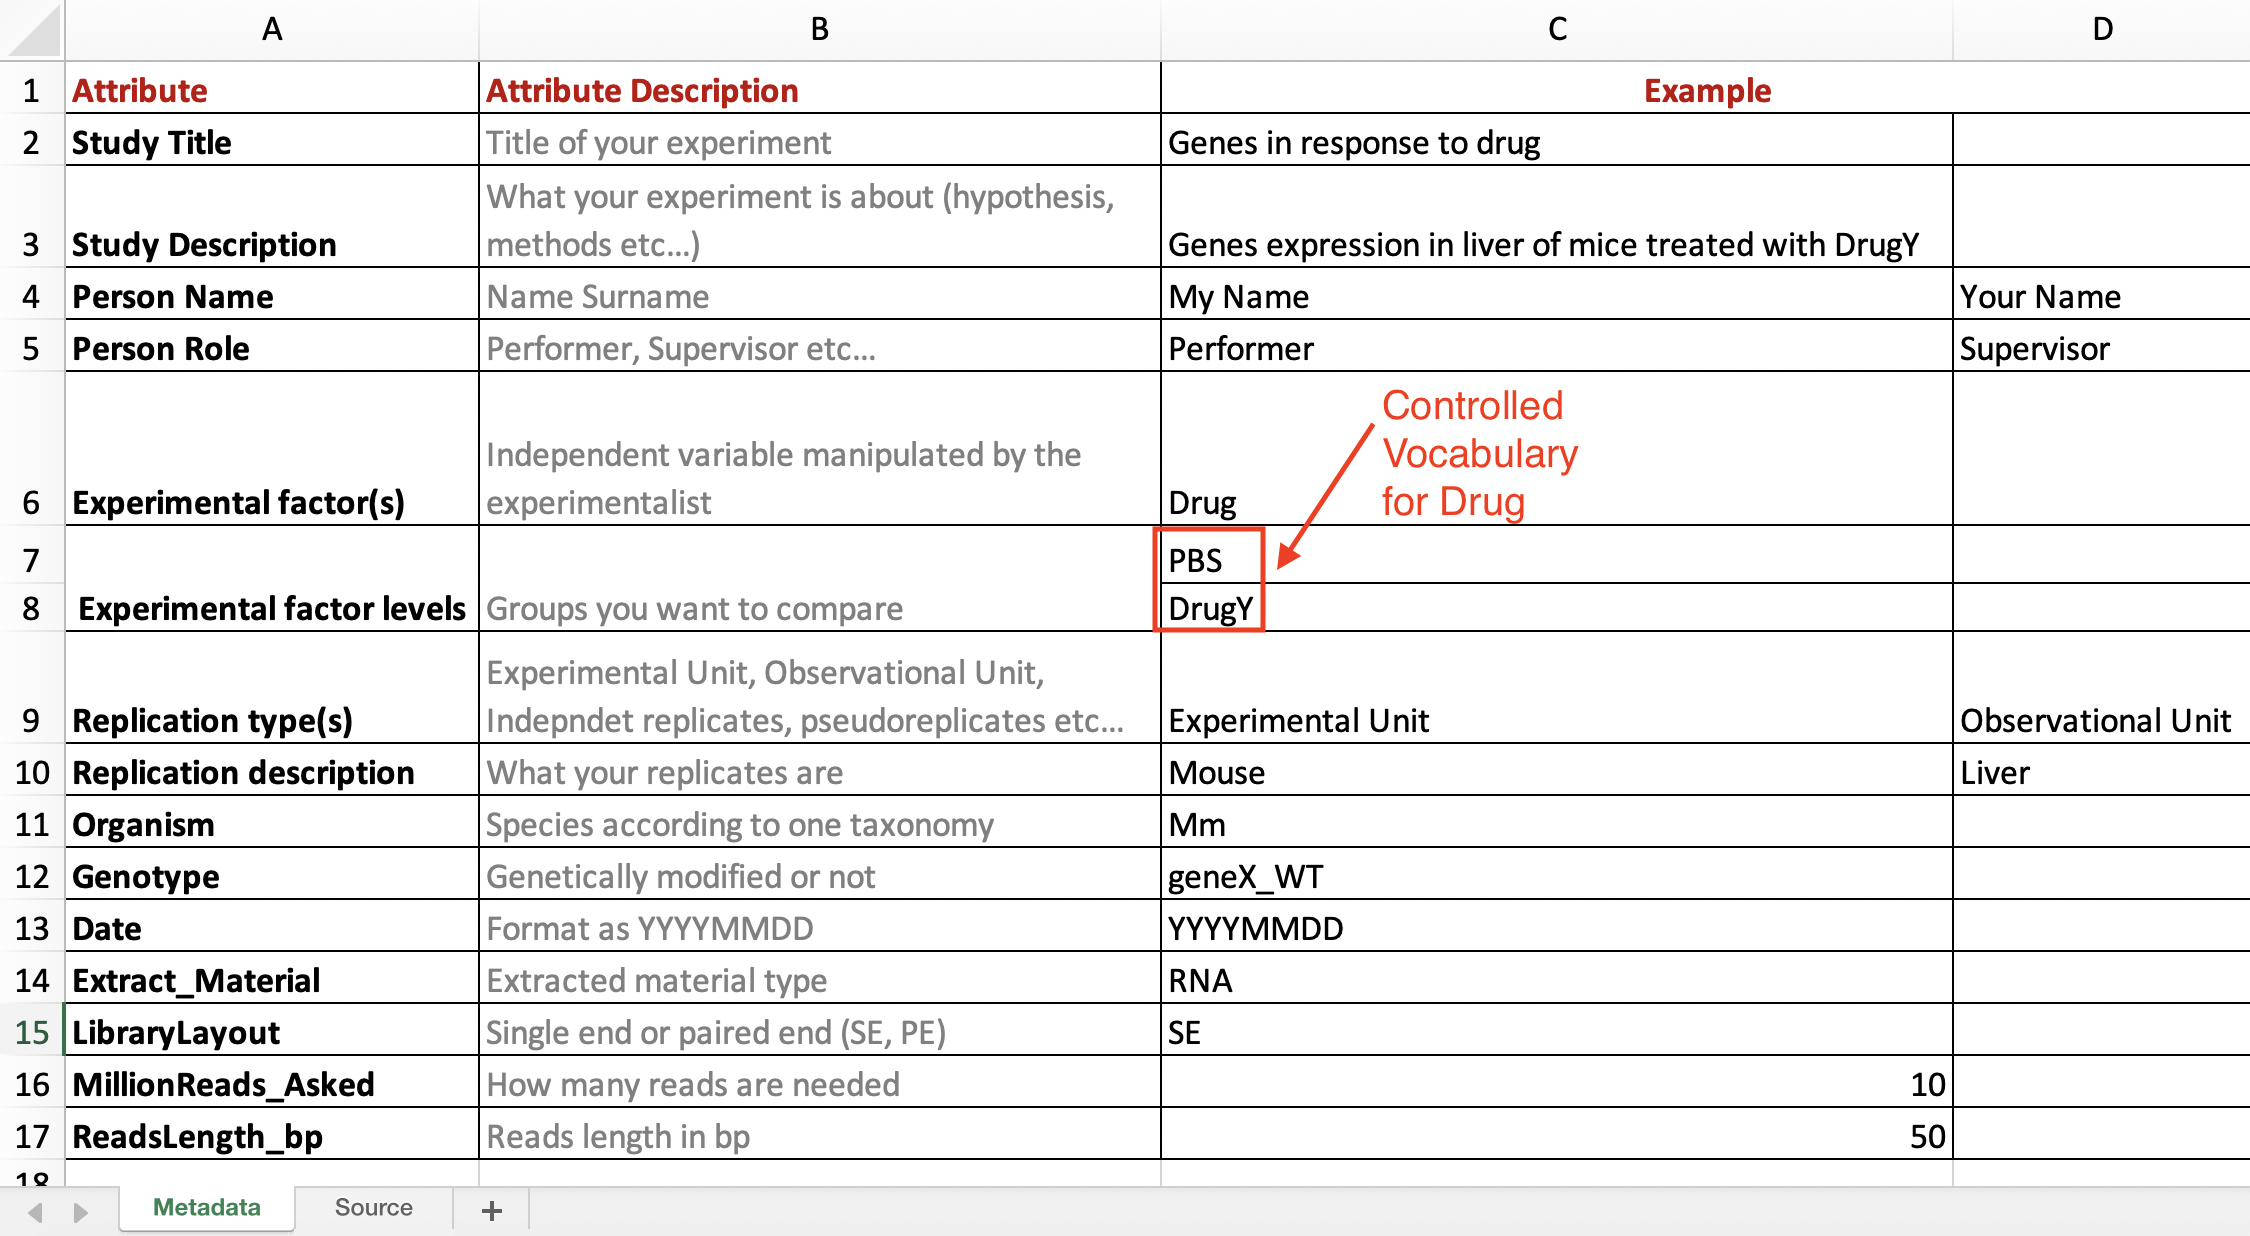 A B C D
1 Attribute Attribute Description Example
2 Study Title Title of your experiment Genes in response to drug
What your experiment is about (hypothesis,
3 Study Description methods etc...) Genes expression in liver of mice treated with DrugY
4 Person Name Name Surname My Name Your Name
5 Person Role Performer, Supervisor etc... Performer Supervisor
Controlled
Vocabulary
for Drug
Independent variable manipulated by the
6 Experimental factor(s) experimentalist Drug
7 PBS
8 Experimental factor levels Groups you want to compare DrugY
Experimental Unit, Observational Unit,
9 Replication type(s) Indepndet replicates, pseudoreplicates etc... Experimental Unit Observational Unit
10 Replication description What your replicates are Mouse Liver
11 Organism Species according to one taxonomy Mm
12 Genotype Genetically modified or not geneX_WT
13 Date Format as YYYYMMDD YYYYMMDD
14 Extract_Material Extracted material type RNA
15 LibraryLayout Single end or paired end (SE, PE) SE
16 MillionReads_Asked How many reads are needed 10
17 ReadsLength_bp Reads length in bp 50
18
Metadata Source +